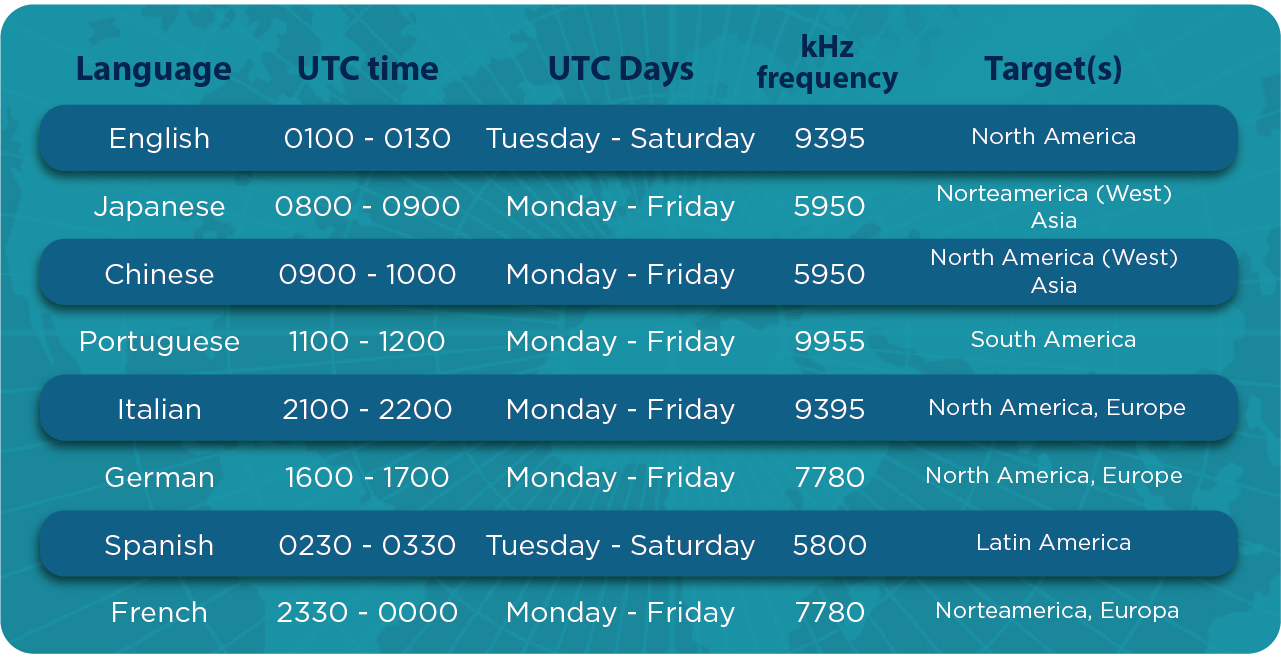 Language UTC time UTC Days kHz frequency Target(s)
English 0100 - 0130 Tuesday - Saturday 9395 North America
Japanese 0800 - 0900 Monday - Friday 5950 Norteamerica (West) Asia
Chinese 0900 - 1000 Monday - Friday 5950 North America (West) Asia
Portuguese 1100 - 1200 Monday - Friday 9955 South America
Italian 2100 - 2200 Monday - Friday 9395 North America, Europe
German 1600 - 1700 Monday - Friday 7780 North America, Europe
Spanish 0230 - 0330 Tuesday - Saturday 5800 Latin America
French 2330 - 0000 Monday - Friday 7780 Norteamerica, Europa